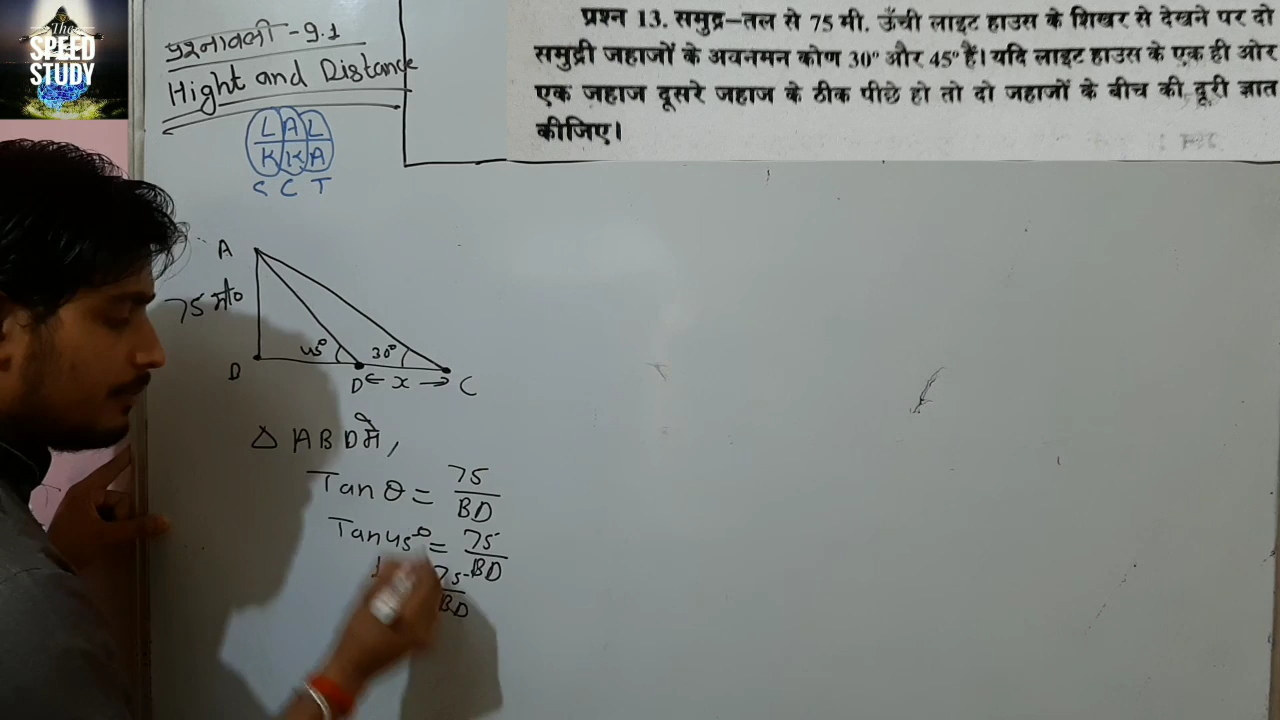 The
SPEED
STUDY
प्रश्नावली - 9.1
Hight and Distance
L A L
K K A
S C T
प्रश्न 13. समुद्र–तल से 75 मी. ऊँची लाइट हाउस के शिखर से देखने पर दो
समुद्री जहाजों के अवनमन कोण 30° और 45° हैं। यदि लाइट हाउस के एक ही ओर
एक जहाज दूसरे जहाज के ठीक पीछे हो तो दो जहाजों के बीच की दूरी ज्ञात
कीजिए।
A
75 मी०
45° 30°
B D ← x → C
△ ABD में,
Tan θ = 75/BD
Tan 45° = 75/BD
75/BD